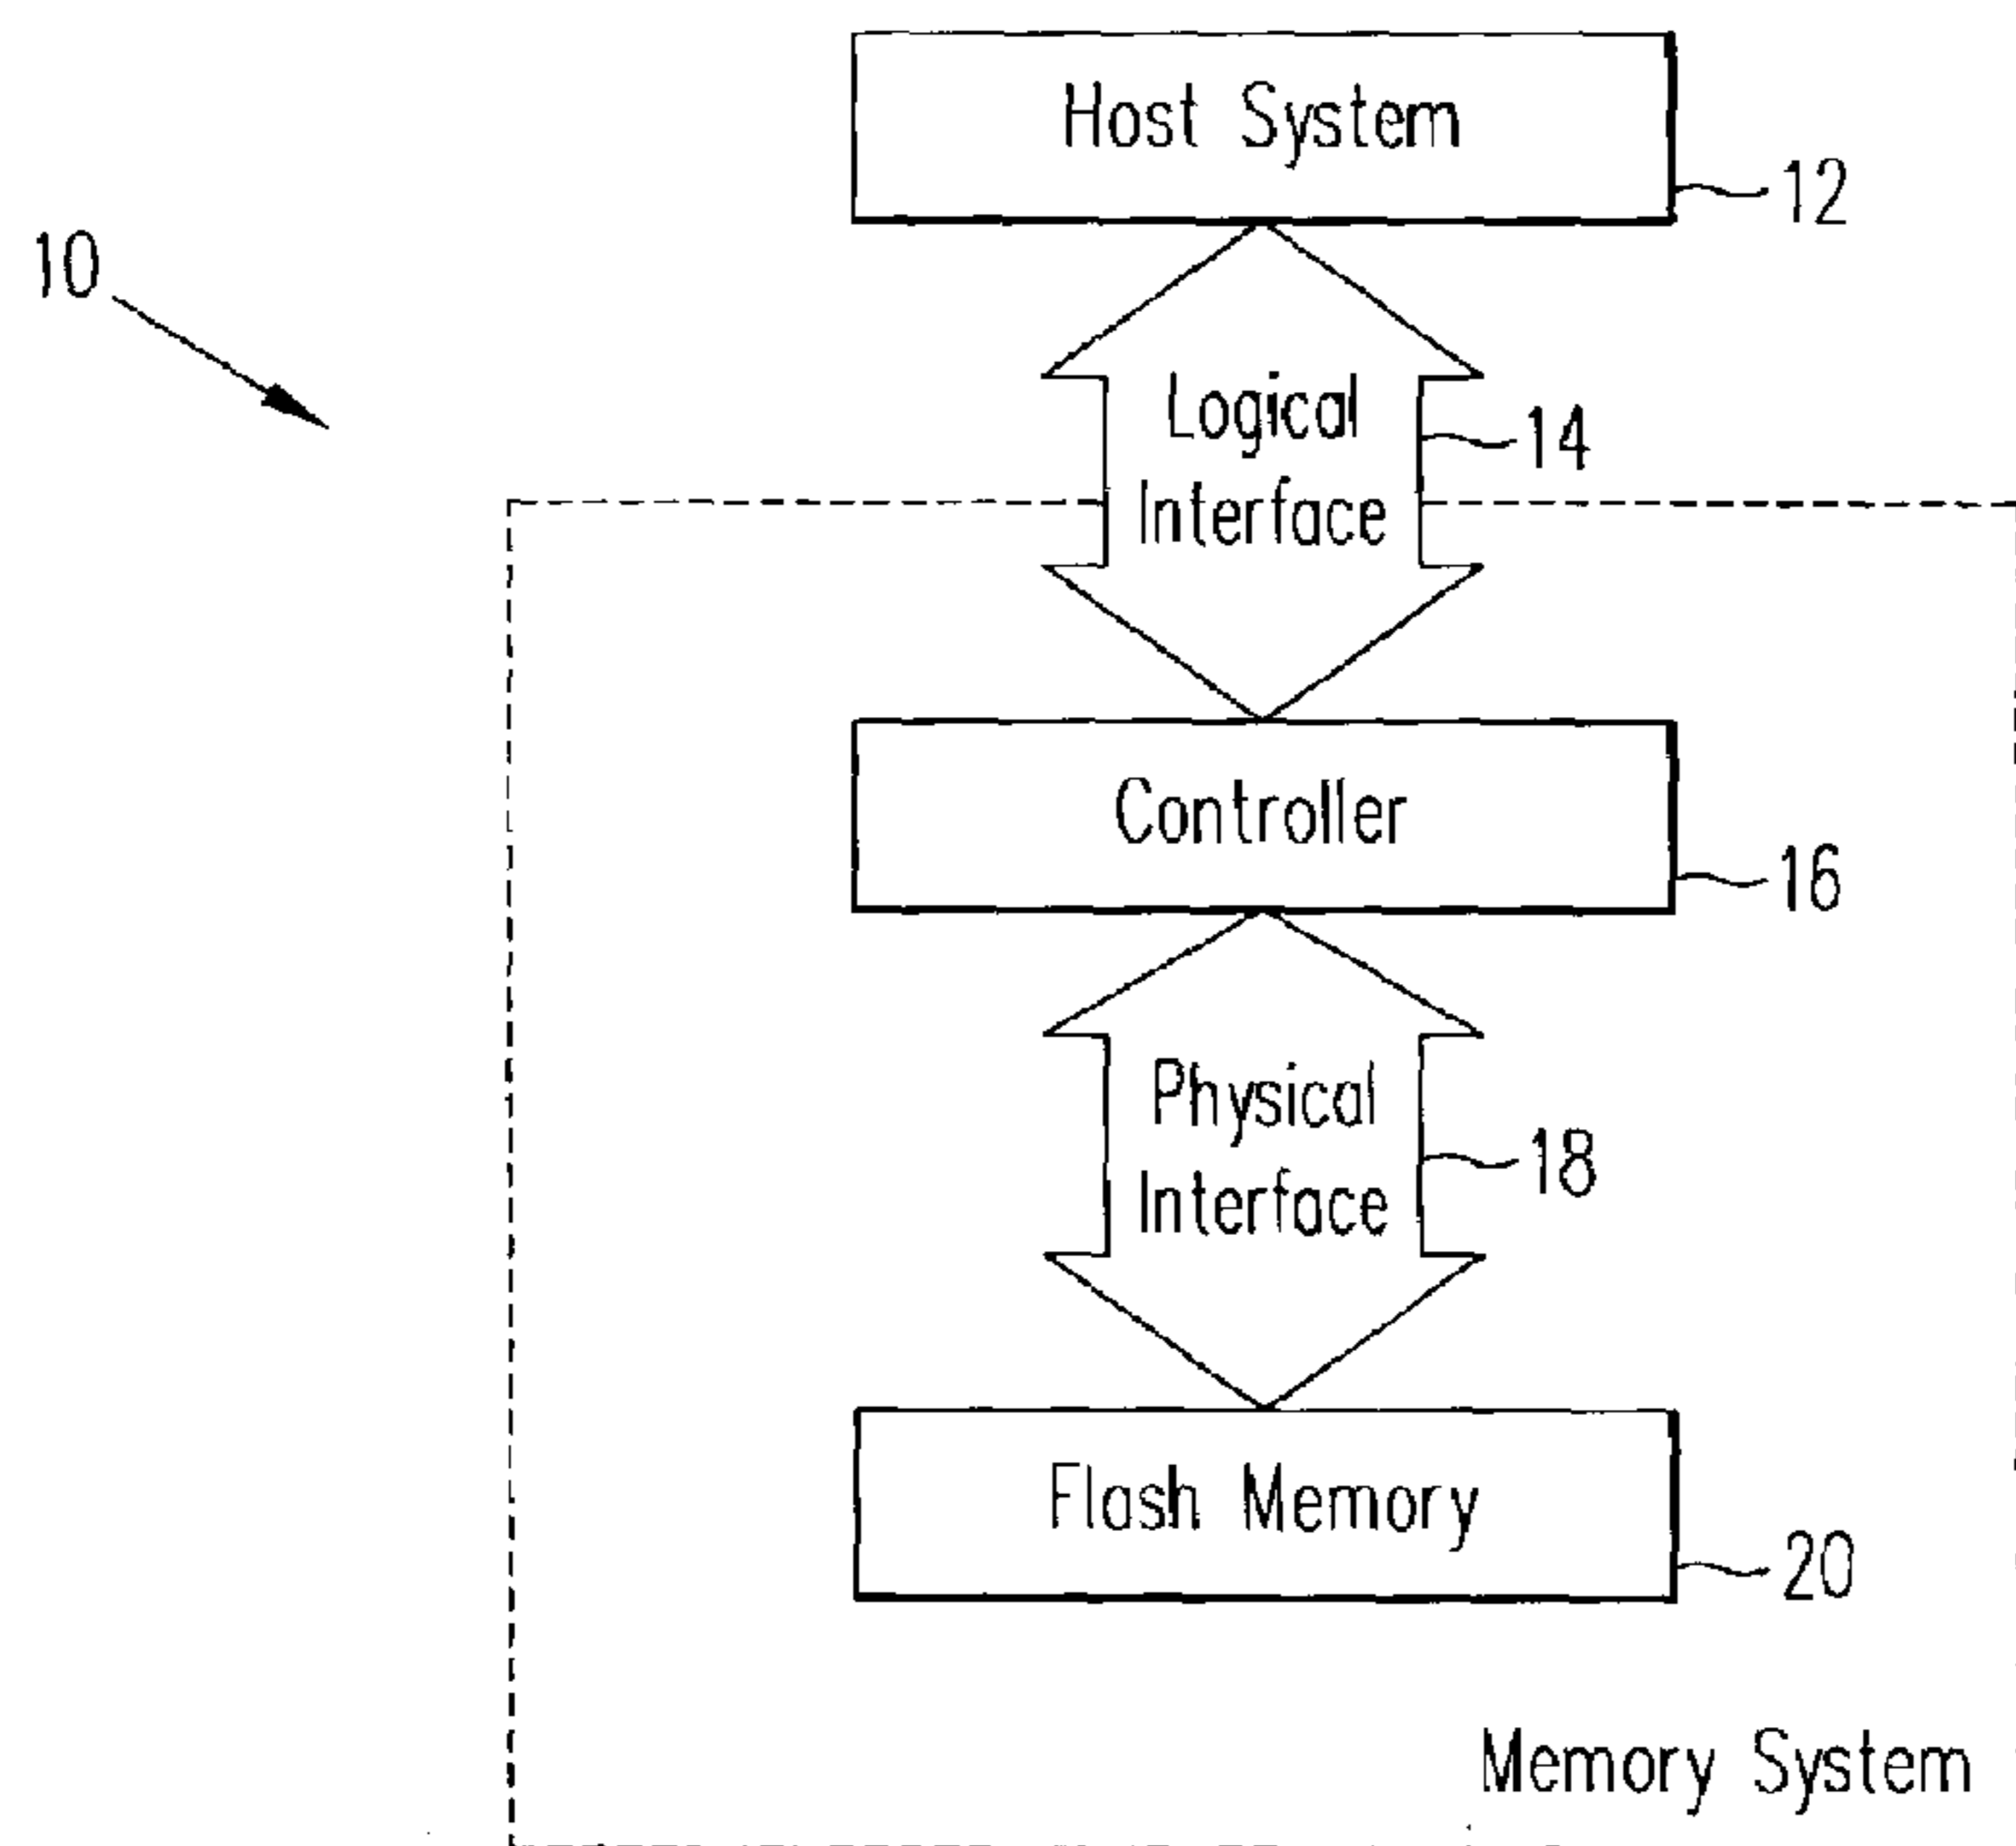 Host System
12
10
Logical
Interface
14
Controller
16
Physical
Interface
18
Flash Memory
20
Memory System